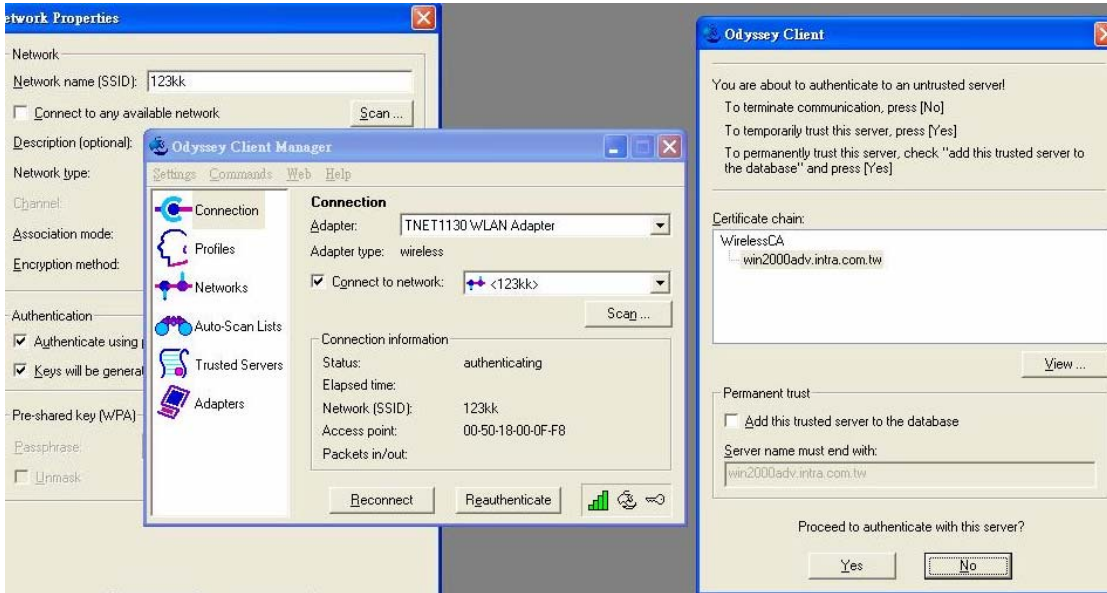 etwork Properties
Network
Network name (SSID): 123kk
Connect to any available network
Scan ...
Description (optional):
Network type:
Channel:
Association mode:
Encryption method:
Authentication
Authenticate using
Keys will be generat
Pre-shared key (WPA)
Passphrase:
Unmask
Odyssey Client Manager
Settings Commands Web Help
Connection
Profiles
Networks
Auto-Scan Lists
Trusted Servers
Adapters
Connection
Adapter: TNET1130 WLAN Adapter
Adapter type: wireless
Connect to network: <123kk>
Scan ...
Connection information
Status: authenticating
Elapsed time:
Network (SSID): 123kk
Access point: 00-50-18-00-0F-F8
Packets in/out:
Reconnect Reauthenticate
Odyssey Client
You are about to authenticate to an untrusted server!
To terminate communication, press [No]
To temporarily trust this server, press [Yes]
To permanently trust this server, check "add this trusted server to
the database" and press [Yes]
Certificate chain:
WirelessCA
win2000adv.intra.com.tw
View ...
Permanent trust
Add this trusted server to the database
Server name must end with:
win2000adv.intra.com.tw
Proceed to authenticate with this server?
Yes No